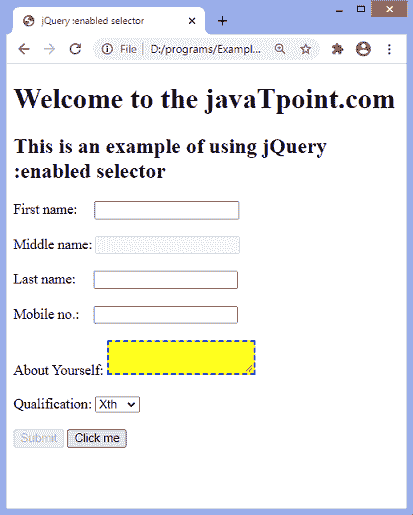 jQuery :enabled selector
File
D:/programs/Exampl...
Welcome to the javaTpoint.com
This is an example of using jQuery
:enabled selector
First name:
Middle name:
Last name:
Mobile no.:
About Yourself:
Qualification: Xth
Submit Click me